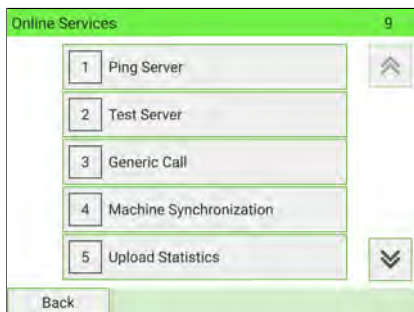 Online Services 9
1 Ping Server
2 Test Server
3 Generic Call
4 Machine Synchronization
5 Upload Statistics
Back